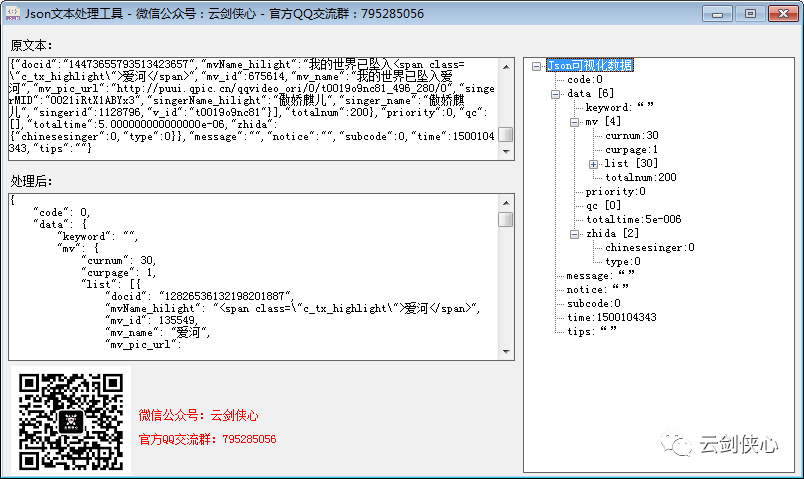 Json文本处理工具 - 微信公众号：云剑侠心 - 官方QQ交流群：795285056
原文本：
{"docid":"14473655793513423657","mvName_hilight":"我的世界已坠入<span class=
\"c_tx_highlight\">爱河</span>","mv_id":675614,"mv_name":"我的世界已坠入爱
河","mv_pic_url":"http://puui.qpic.cn/qqvideo_ori/0/t0019o9nc81_496_280/0","singe
rMID":"0021iRtX1ABYx3","singerName_hilight":"傲娇麒儿","singer_name":"傲娇麒
儿","singerid":1128796,"v_id":"t0019o9nc81"}],"totalnum":200},"priority":0,"qc":
[],"totaltime":5.000000000000000e-06,"zhida":
{"chinesesinger":0,"type":0}},"message":"","notice":"","subcode":0,"time":1500104
343,"tips":""}
处理后：
{
"code": 0,
"data": {
"keyword": "",
"mv": {
"curnum": 30,
"curpage": 1,
"list": [{
"docid": "12826536132198201887",
"mvName_hilight": "<span class=\"c_tx_highlight\">爱河</span>",
"mv_id": 135549,
"mv_name": "爱河",
"mv_pic_url":
微信公众号：云剑侠心
官方QQ交流群：795285056
Json可视化数据
code:0
data [6]
keyword:“”
mv [4]
curnum:30
curpage:1
list [30]
totalnum:200
priority:0
qc [0]
totaltime:5e-006
zhida [2]
chinesesinger:0
type:0
message:“”
notice:“”
subcode:0
time:1500104343
tips:“”
云剑侠心